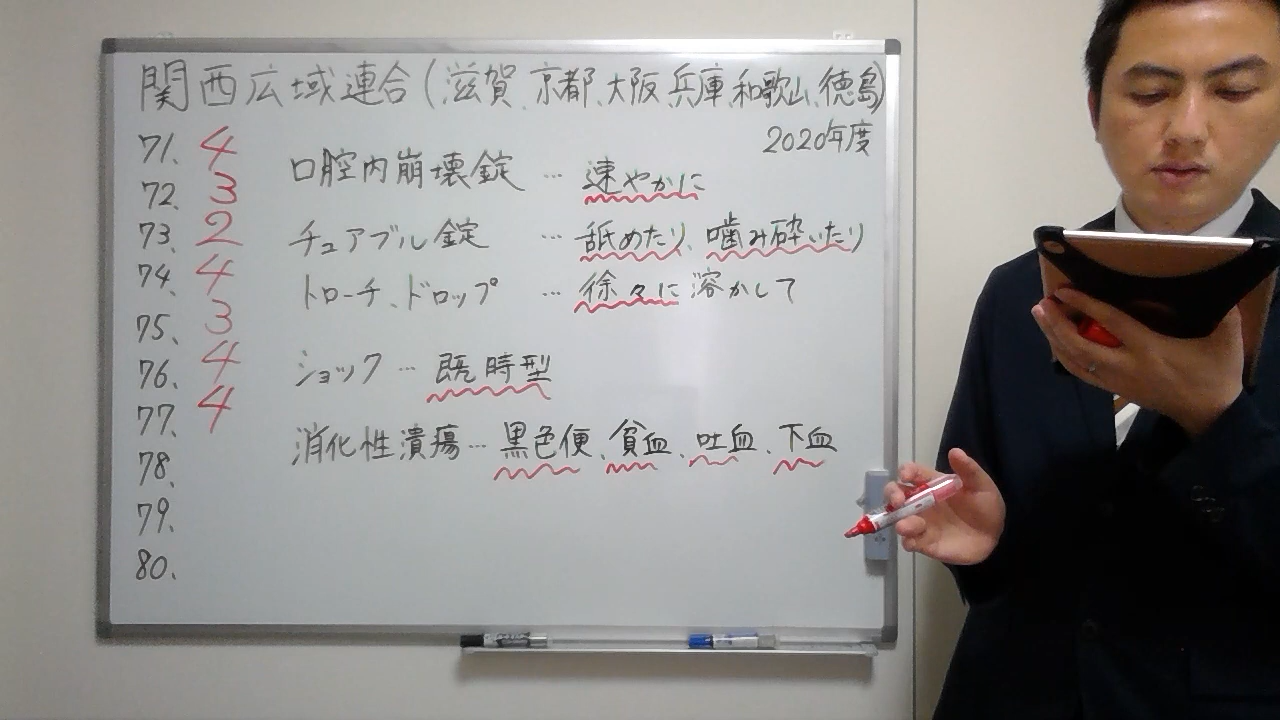 関西広域連合(滋賀、京都、大阪、兵庫、和歌山、徳島)
2020年度
71. 4
72. 3
73. 2
74. 4
75. 3
76. 4
77. 4
78.
79.
80.
口腔内崩壊錠 … 速やかに
チュアブル錠 … 舐めたり、噛み砕いたり
トローチ、ドロップ … 徐々に溶かして
ショック … 既時型
消化性潰瘍 … 黒色便、貧血、吐血、下血